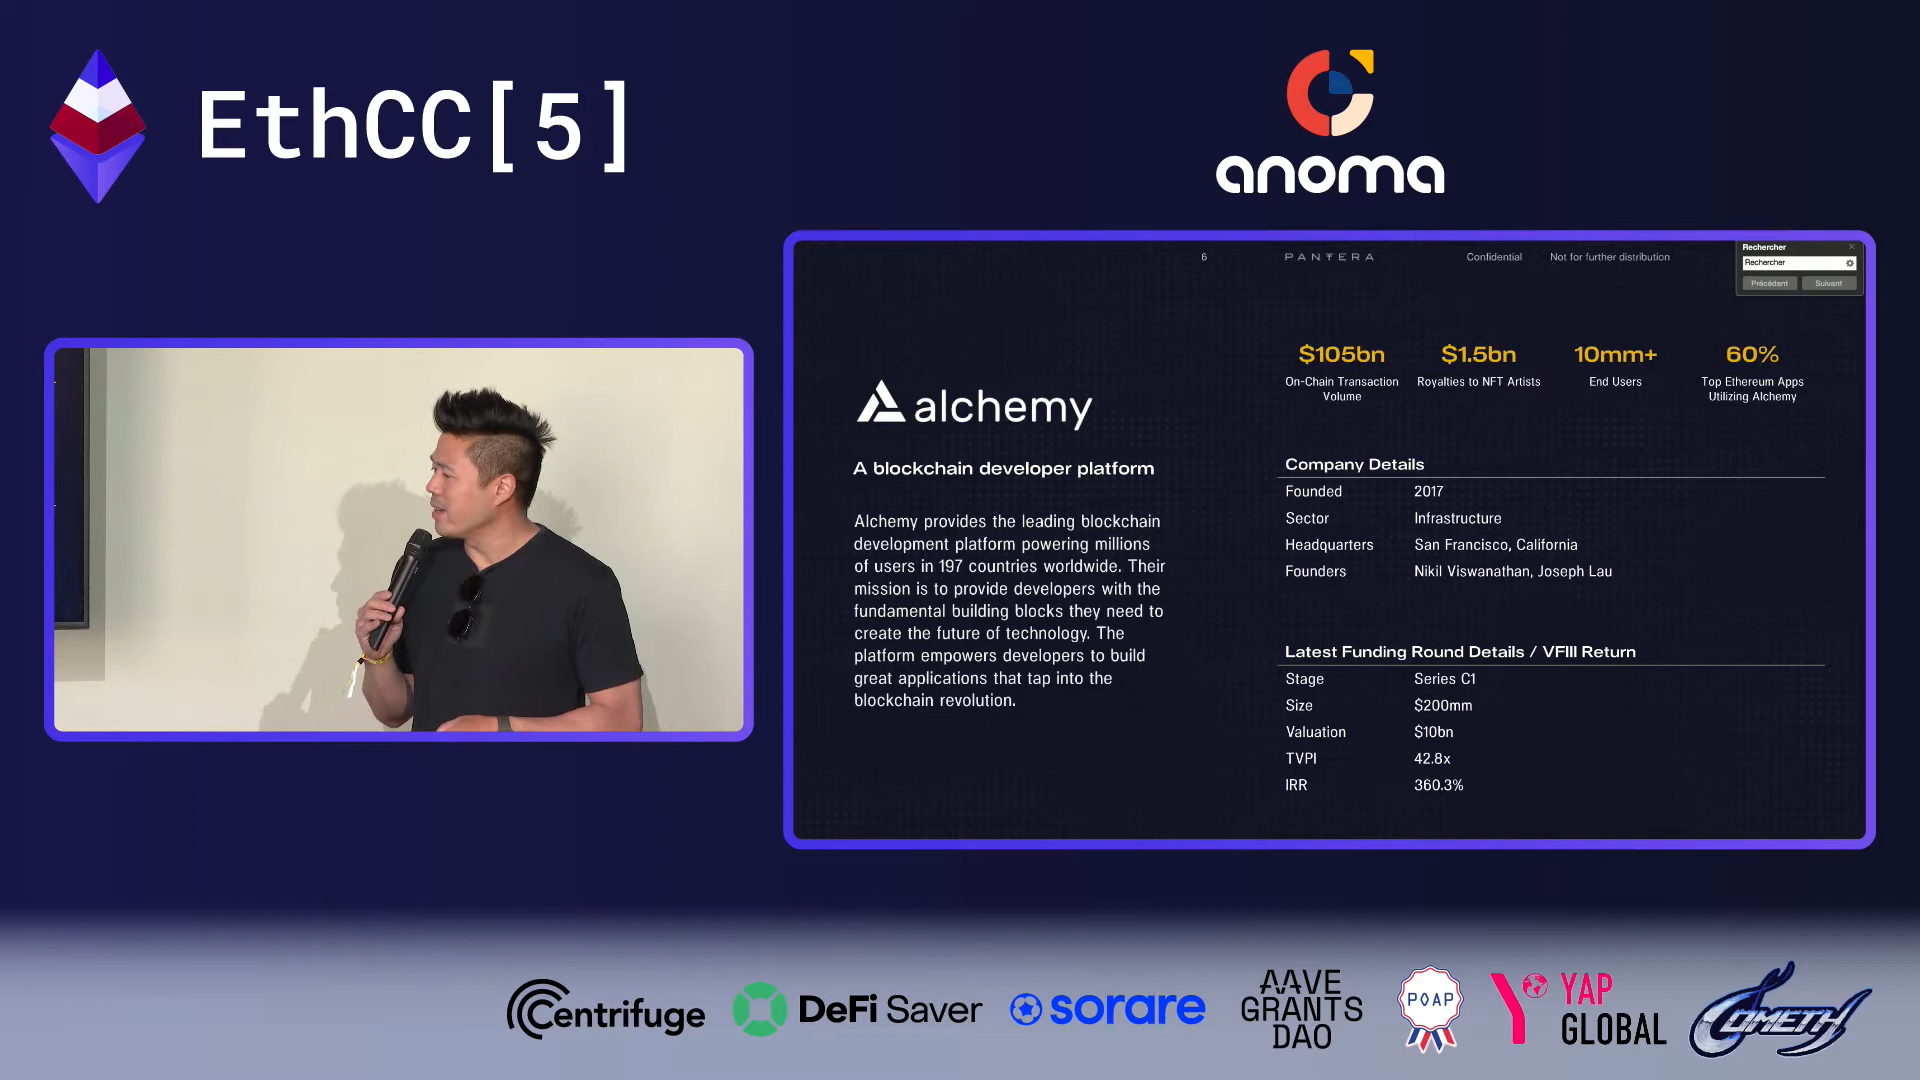 EthCC[5]
anoma
6
PANTERA
Confidential
Not for further distribution
Rechercher
Rechercher
Précédent
Suivant
alchemy
A blockchain developer platform
Alchemy provides the leading blockchain
development platform powering millions
of users in 197 countries worldwide. Their
mission is to provide developers with the
fundamental building blocks they need to
create the future of technology. The
platform empowers developers to build
great applications that tap into the
blockchain revolution.
$105bn
On-Chain Transaction
Volume
$1.5bn
Royalties to NFT Artists
10mm+
End Users
60%
Top Ethereum Apps
Utilizing Alchemy
Company Details
Founded 2017
Sector Infrastructure
Headquarters San Francisco, California
Founders Nikil Viswanathan, Joseph Lau
Latest Funding Round Details / VFIII Return
Stage Series C1
Size $200mm
Valuation $10bn
TVPI 42.8x
IRR 360.3%
Centrifuge
DeFi Saver
sorare
AAVE
GRANTS
DAO
POAP
YAP
GLOBAL
COMETH